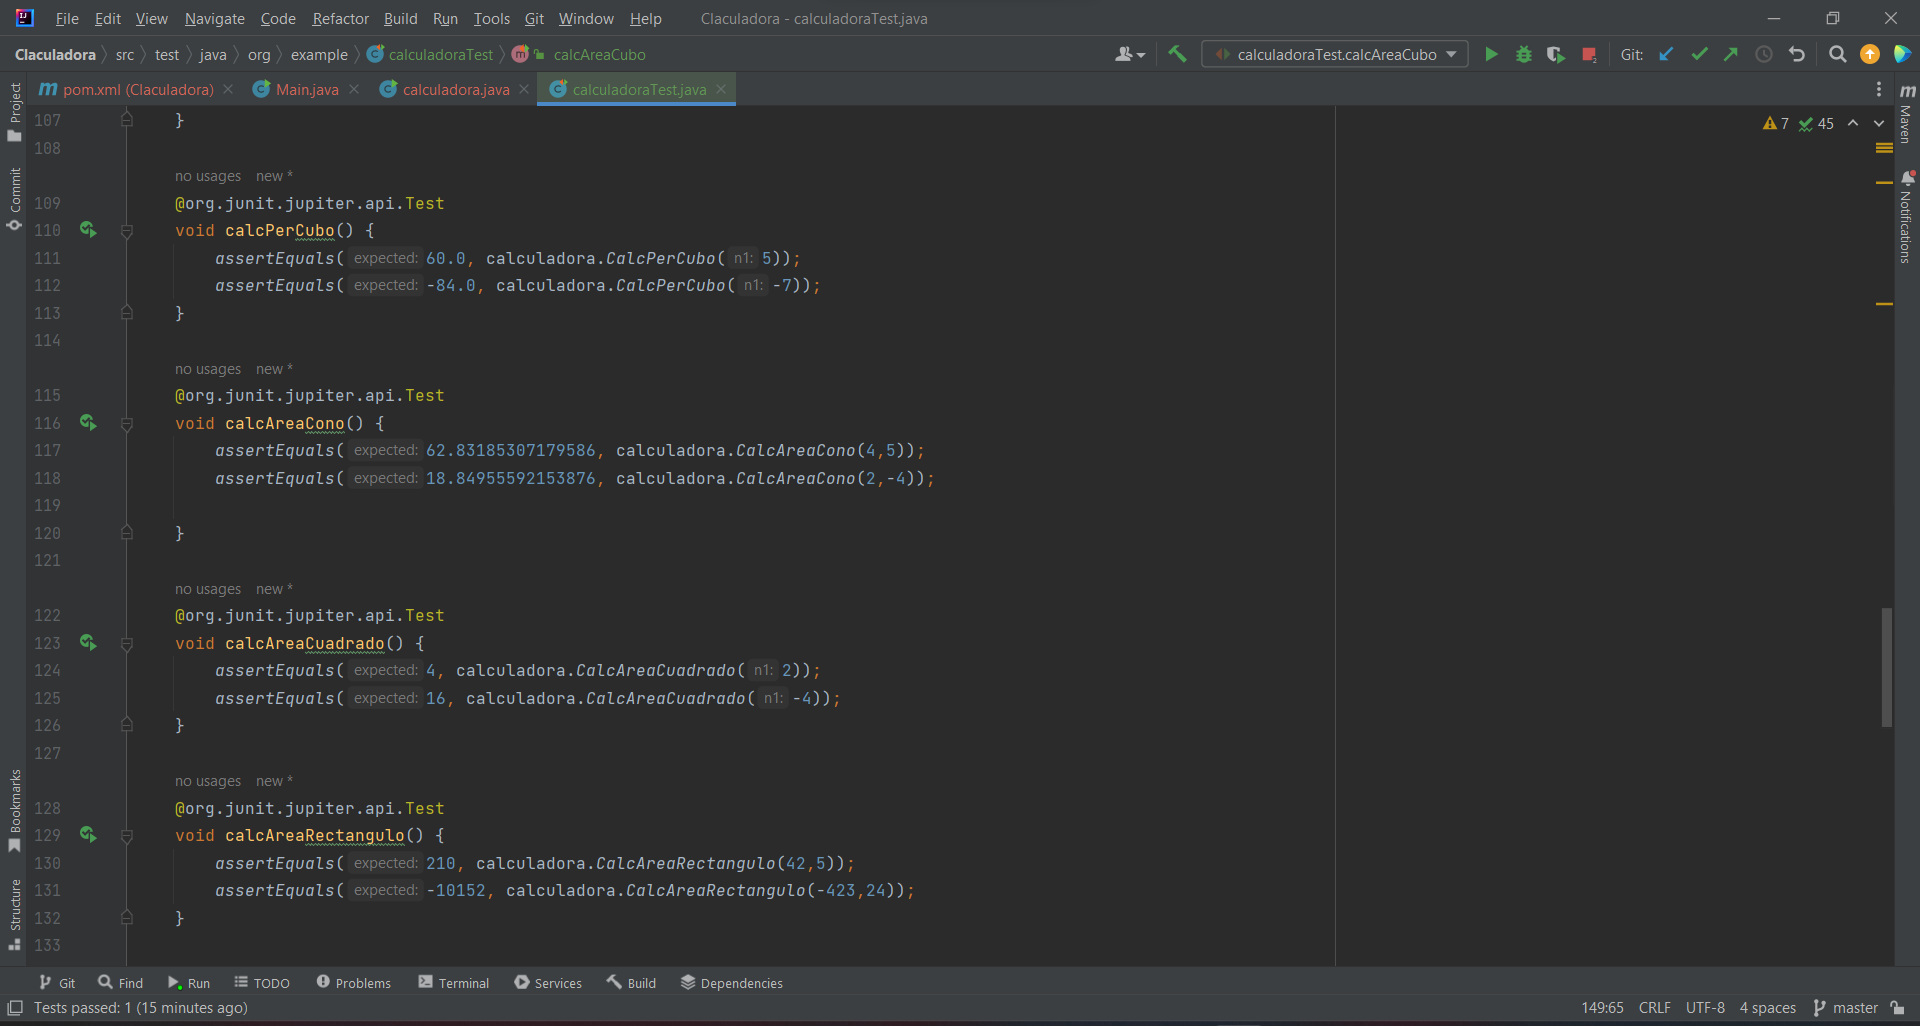 File Edit View Navigate Code Refactor Build Run Tools Git Window Help Claculadora - calculadoraTest.java
Claculadora src test java org example calculadoraTest calcAreaCubo calculadoraTest.calcAreaCubo Git:
pom.xml (Claculadora) Main.java calculadora.java calculadoraTest.java
Project
Commit
Bookmarks
Structure
Maven
Notifications
7 45
107 }
108
no usages new *
109 @org.junit.jupiter.api.Test
110 void calcPerCubo() {
111 assertEquals( expected: 60.0, calculadora.CalcPerCubo( n1: 5));
112 assertEquals( expected: -84.0, calculadora.CalcPerCubo( n1: -7));
113 }
114
no usages new *
115 @org.junit.jupiter.api.Test
116 void calcAreaCono() {
117 assertEquals( expected: 62.83185307179586, calculadora.CalcAreaCono(4,5));
118 assertEquals( expected: 18.84955592153876, calculadora.CalcAreaCono(2,-4));
119
120 }
121
no usages new *
122 @org.junit.jupiter.api.Test
123 void calcAreaCuadrado() {
124 assertEquals( expected: 4, calculadora.CalcAreaCuadrado( n1: 2));
125 assertEquals( expected: 16, calculadora.CalcAreaCuadrado( n1: -4));
126 }
127
no usages new *
128 @org.junit.jupiter.api.Test
129 void calcAreaRectangulo() {
130 assertEquals( expected: 210, calculadora.CalcAreaRectangulo(42,5));
131 assertEquals( expected: -10152, calculadora.CalcAreaRectangulo(-423,24));
132 }
133
Git Find Run TODO Problems Terminal Services Build Dependencies
Tests passed: 1 (15 minutes ago) 149:65 CRLF UTF-8 4 spaces master